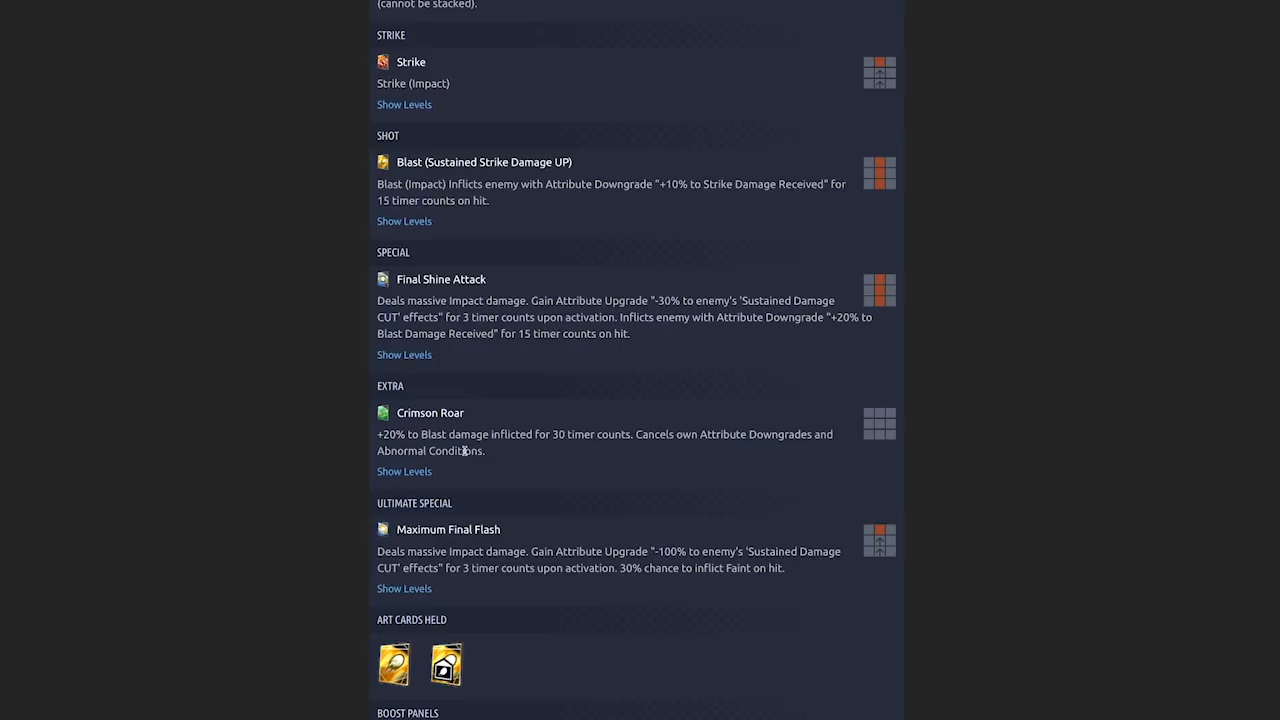 (cannot be stacked).
STRIKE
Strike
Strike (Impact)
Show Levels
SHOT
Blast (Sustained Strike Damage UP)
Blast (Impact) Inflicts enemy with Attribute Downgrade "+10% to Strike Damage Received" for
15 timer counts on hit.
Show Levels
SPECIAL
Final Shine Attack
Deals massive Impact damage. Gain Attribute Upgrade "-30% to enemy's 'Sustained Damage
CUT' effects" for 3 timer counts upon activation. Inflicts enemy with Attribute Downgrade "+20% to
Blast Damage Received" for 15 timer counts on hit.
Show Levels
EXTRA
Crimson Roar
+20% to Blast damage inflicted for 30 timer counts. Cancels own Attribute Downgrades and
Abnormal Conditions.
Show Levels
ULTIMATE SPECIAL
Maximum Final Flash
Deals massive Impact damage. Gain Attribute Upgrade "-100% to enemy's 'Sustained Damage
CUT' effects" for 3 timer counts upon activation. 30% chance to inflict Faint on hit.
Show Levels
ART CARDS HELD
BOOST PANELS